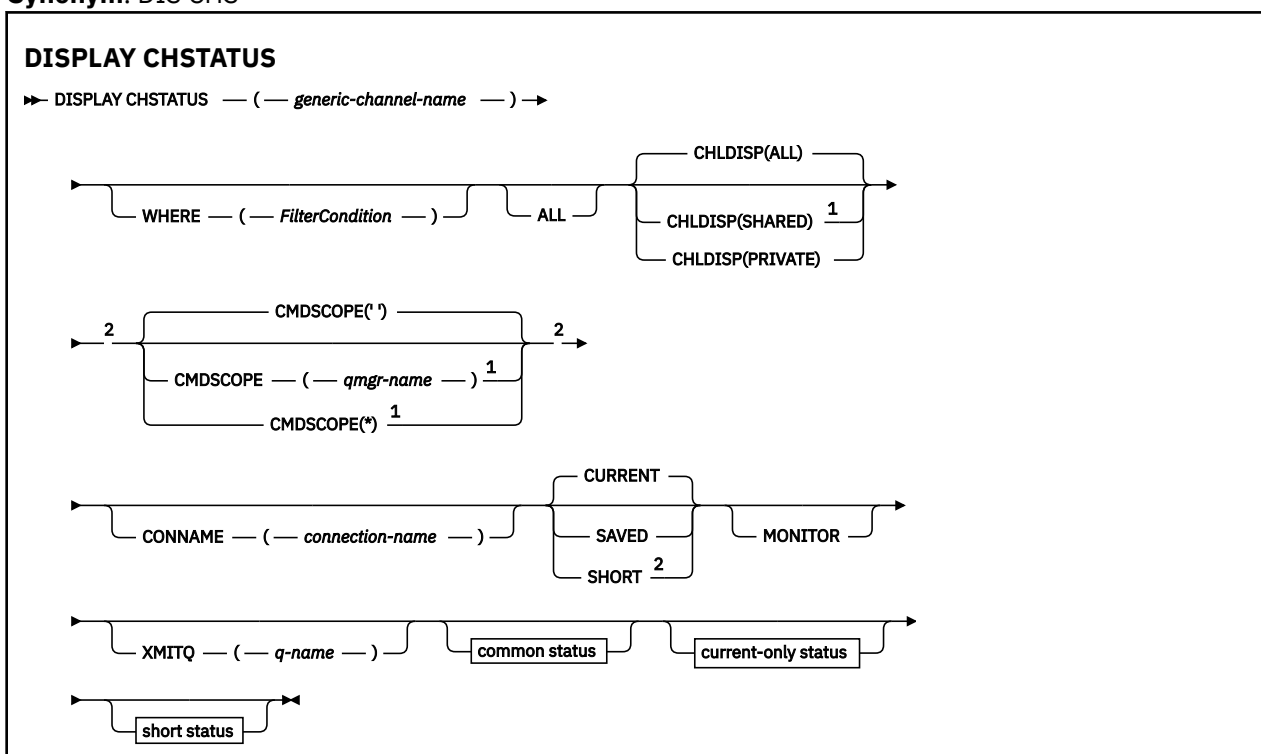 Synonym: DIS CHS
DISPLAY CHSTATUS
DISPLAY CHSTATUS ( generic-channel-name )
CHLDISP(ALL)
WHERE ( FilterCondition ) ALL CHLDISP(SHARED) 1
CHLDISP(PRIVATE)
2 CMDSCOPE(' ') 2
CMDSCOPE ( qmgr-name ) 1
CMDSCOPE(*) 1
CURRENT
CONNAME ( connection-name ) SAVED MONITOR
SHORT 2
XMITQ ( q-name ) common status current-only status
short status